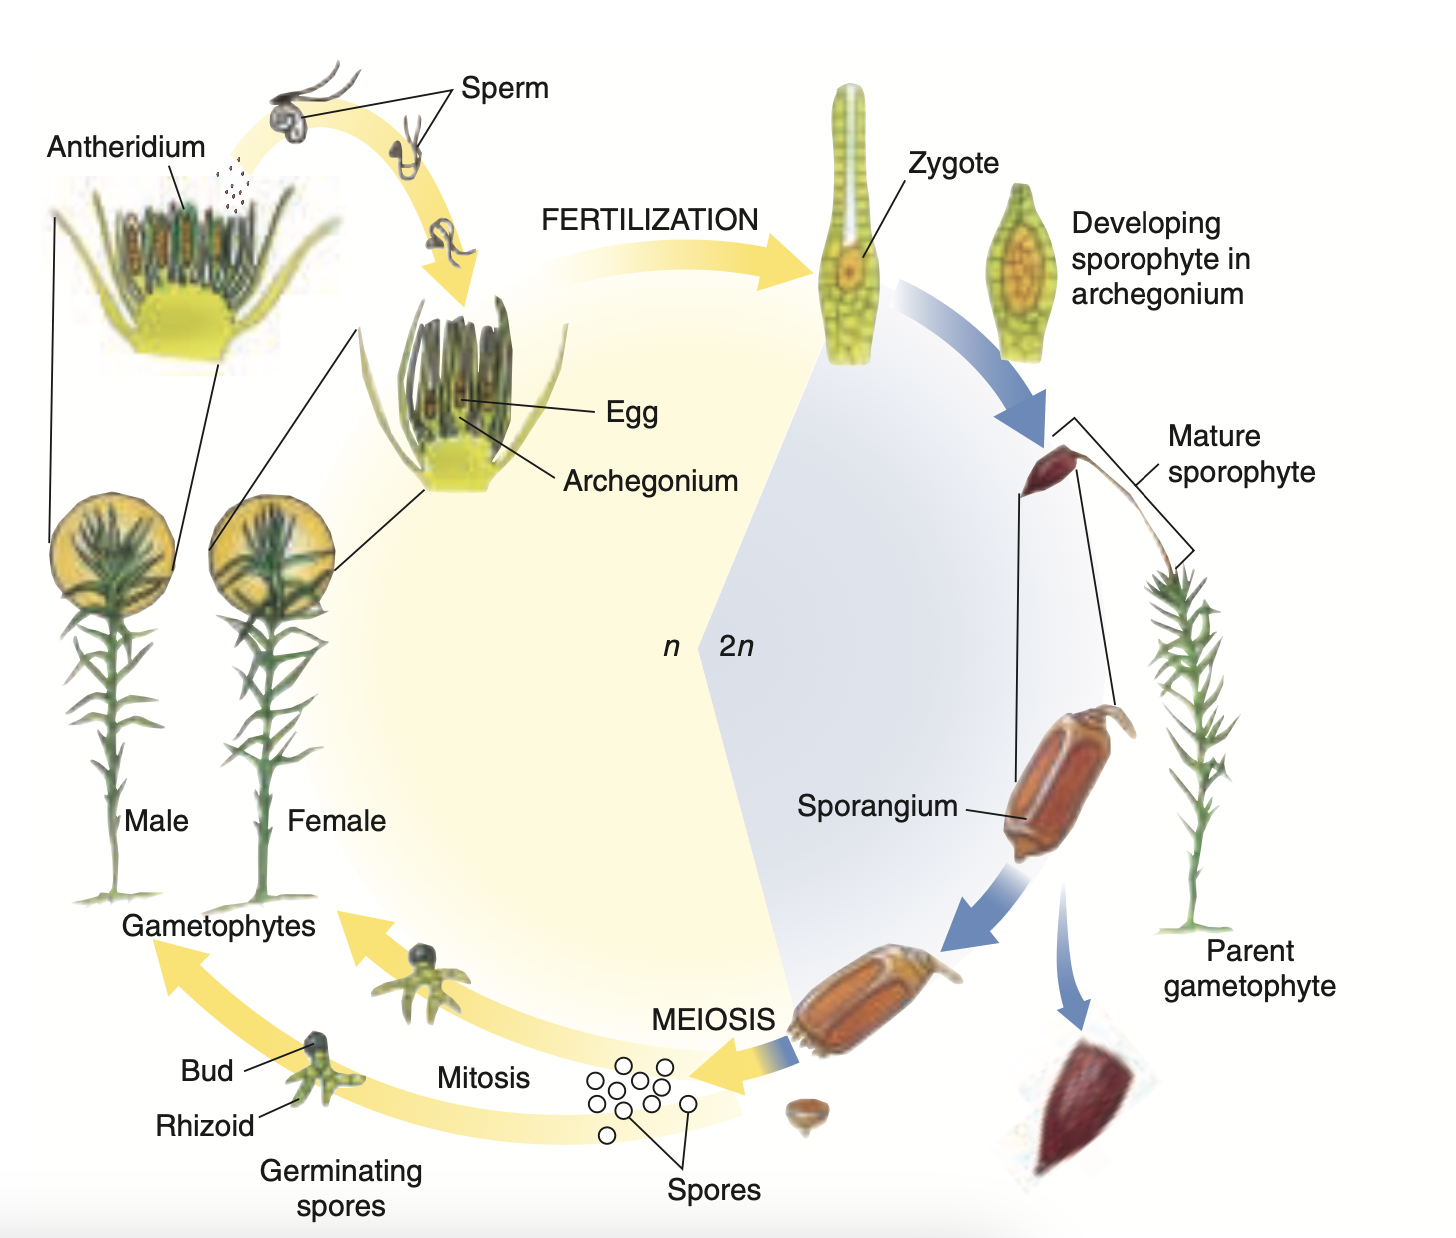 Sperm
Antheridium
Zygote
FERTILIZATION
Developing
sporophyte in
archegonium
Egg
Archegonium
Mature
sporophyte
n
2n
Sporangium
Male
Female
Gametophytes
Parent
gametophyte
MEIOSIS
Bud
Mitosis
Rhizoid
Germinating
spores
Spores